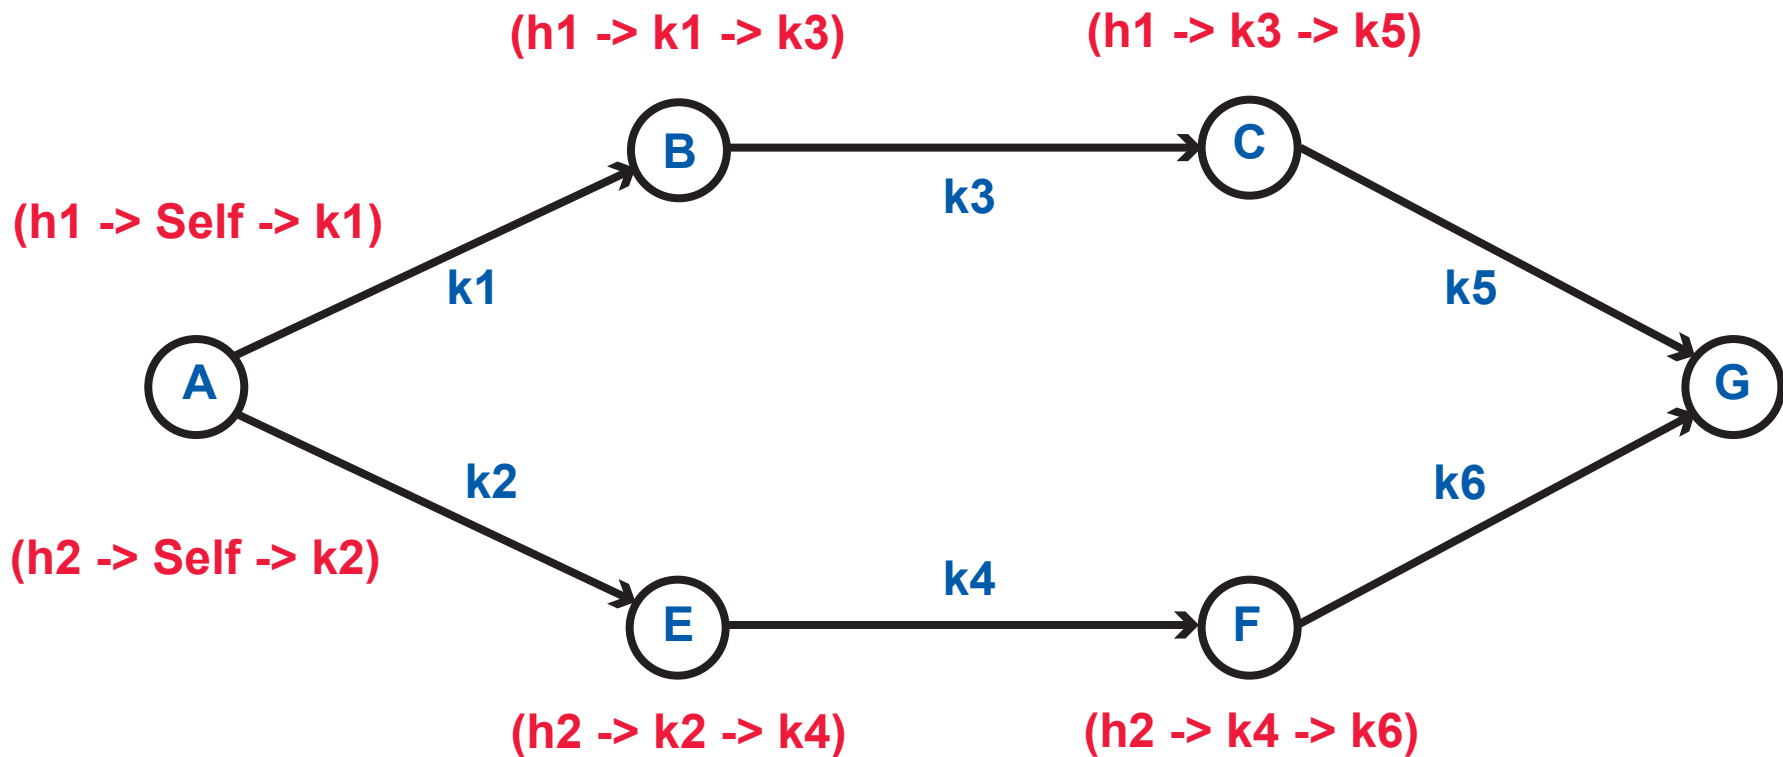 (h1 -> k1 -> k3)
(h1 -> k3 -> k5)
B
C
k3
(h1 -> Self -> k1)
k1
k5
A
G
k2
k6
(h2 -> Self -> k2)
k4
E
F
(h2 -> k2 -> k4)
(h2 -> k4 -> k6)